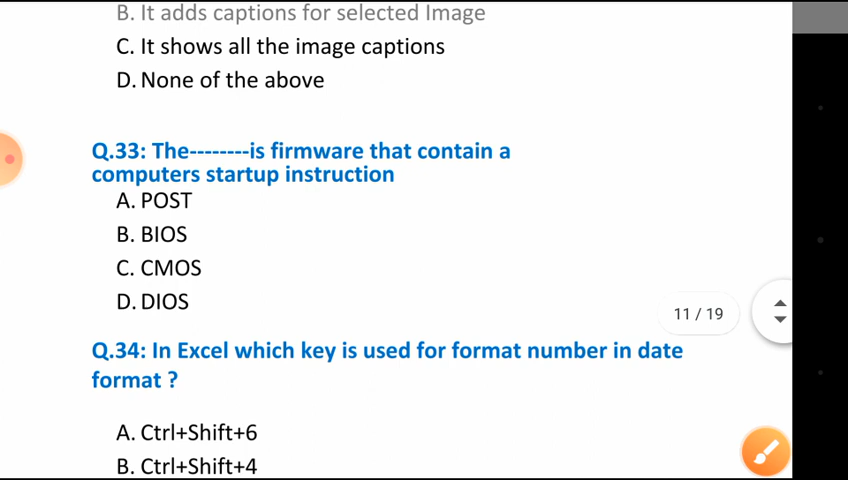 B. It adds captions for selected Image
C. It shows all the image captions
D. None of the above
Q.33: The--------is firmware that contain a
computers startup instruction
A. POST
B. BIOS
C. CMOS
D. DIOS
11 / 19
Q.34: In Excel which key is used for format number in date
format ?
A. Ctrl+Shift+6
B. Ctrl+Shift+4